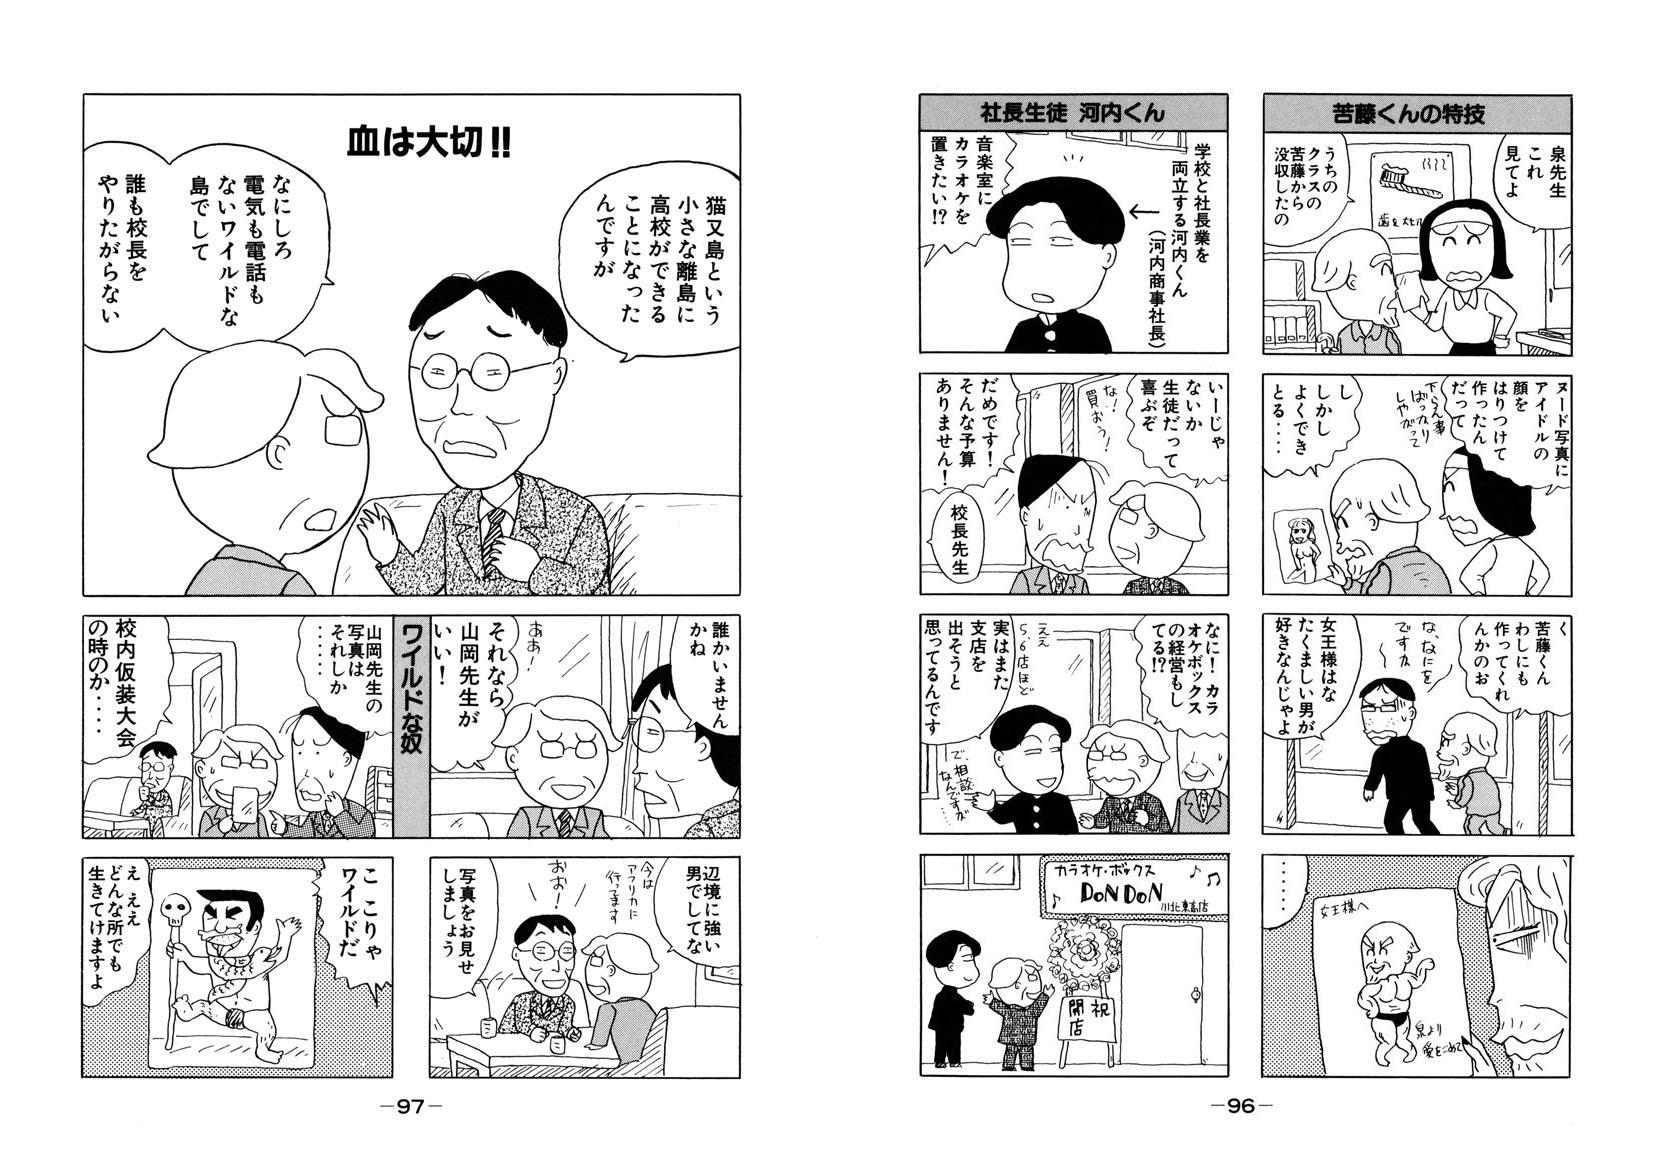 苦藤くんの特技
泉先生
これ
見てよ
うちの
クラスの
苦藤から
没収したの
ヌード写真に
アイドルの
顔を
はりつけて
作ったん
だって
下らん事
ばっかり
しやがって
し
しかし
よくでき
とる‥‥
く
苦藤くん
わしにも
作ってくれ
んかのお
な、なにを
ですか
〜
女王様はな
たくましい男が
好きなんじゃよ
‥‥‥
女王様へ
泉より
愛をこめて
社長生徒 河内くん
学校と社長業を
両立する河内くん
(河内商事社長)
←
音楽室に
カラオケを
置きたい!?
いーじゃ
ないか
生徒だって
喜ぶぞ
な!
買おう!
だめです!
そんな予算
ありません!
校長先生
なに! カラ
オケボックス
の経営もし
てる!?
ええ
5、6店ほど
実はまた
支店を
出そうと
思ってるんです
で、相談
なんですが
‥‥‥
カラオケ・ボックス
DoN DoN
川北東高店
祝
開店
―96―
血は大切!!
猫又島という
小さな離島に
高校ができる
ことになった
んですが
なにしろ
電気も電話も
ないワイルドな
島でして
誰も校長を
やりたがらない
誰かいません
かね
ああ!
それなら
山岡先生が
いい!
ワイルドな奴
山岡先生の
写真は
それしか
‥‥‥
校内仮装大会
の時のか‥‥
辺境に強い
男でしてな
今は
アフリカに
行ってます
おお!
写真をお見せ
しましょう
こ こりゃ
ワイルドだ
え ええ
どんな所でも
生きてけますよ
―97―